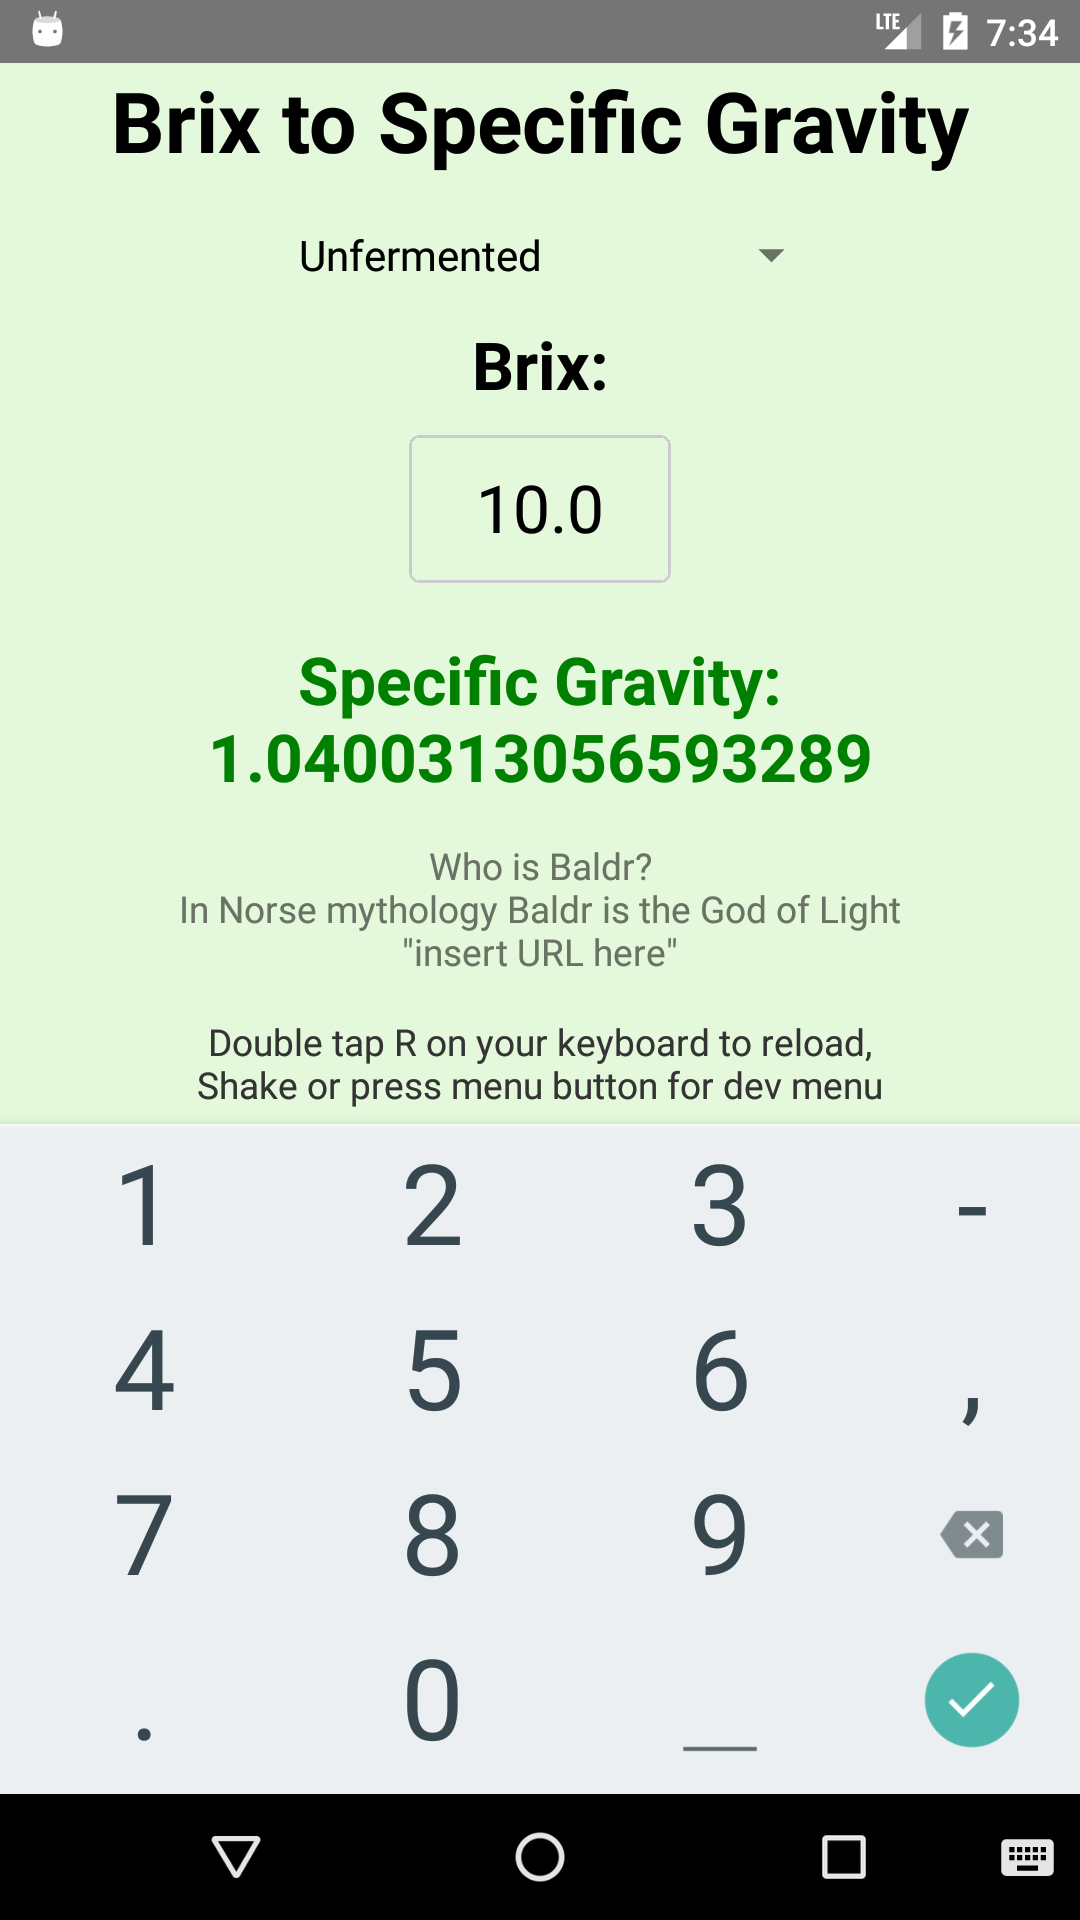 LTE 7:34
Brix to Specific Gravity
Unfermented
Brix:
10.0
Specific Gravity:
1.0400313056593289
Who is Baldr?
In Norse mythology Baldr is the God of Light
"insert URL here"
Double tap R on your keyboard to reload,
Shake or press menu button for dev menu
1 2 3 -
4 5 6 ,
7 8 9
. 0 _